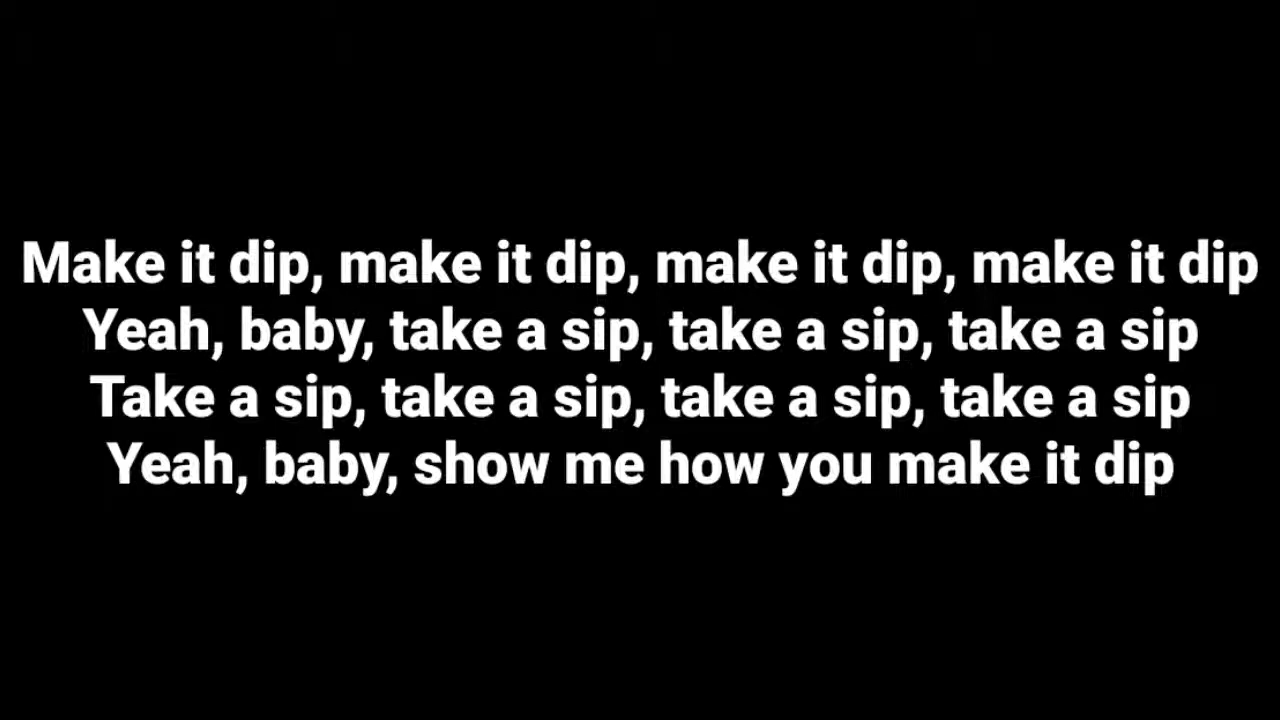 Make it dip, make it dip, make it dip, make it dip
Yeah, baby, take a sip, take a sip, take a sip
Take a sip, take a sip, take a sip, take a sip
Yeah, baby, show me how you make it dip